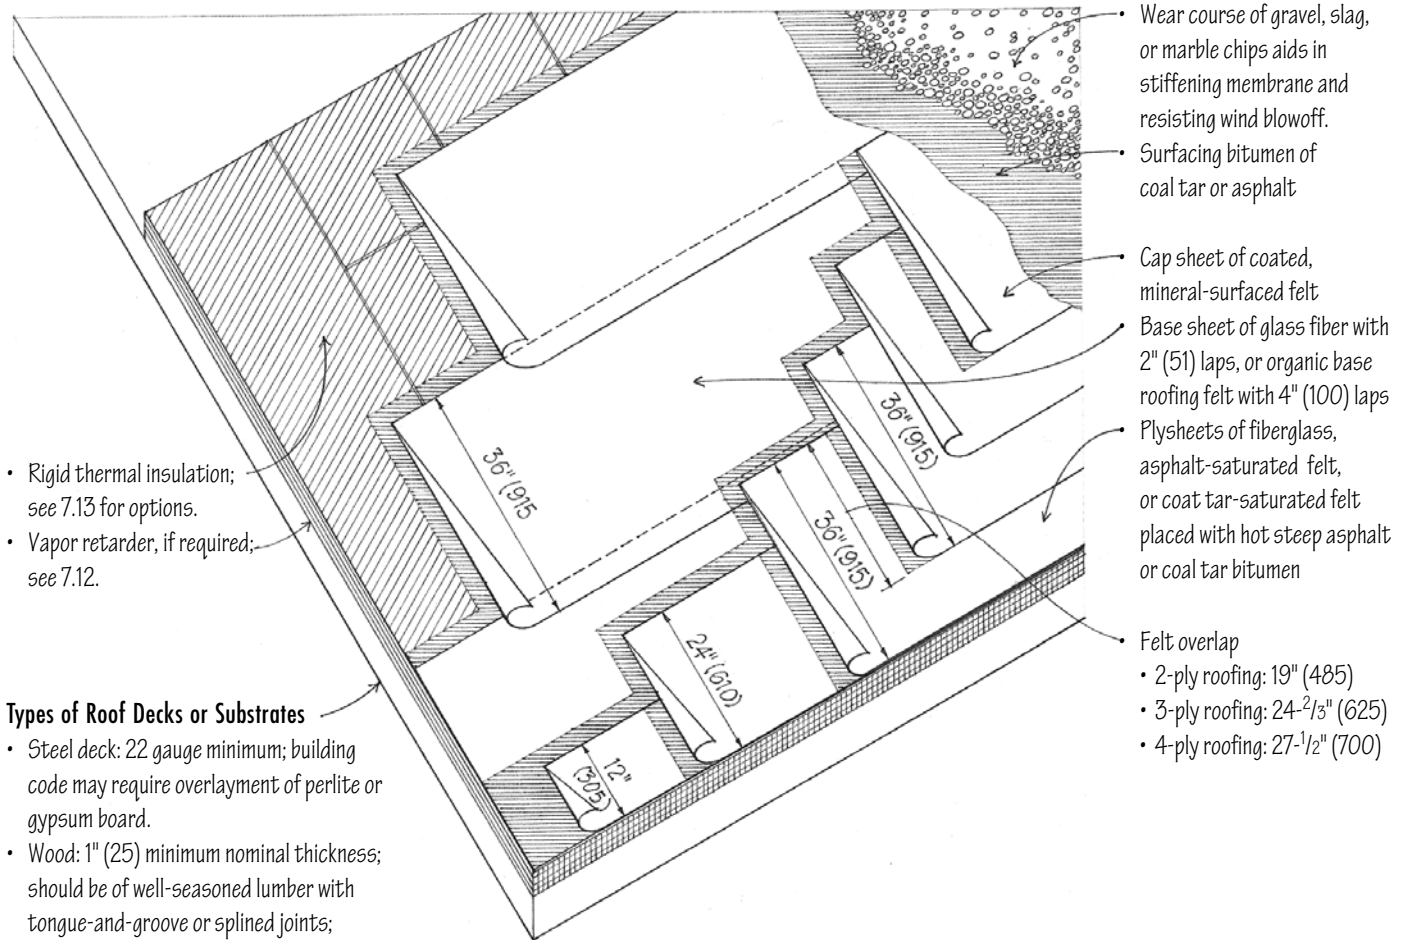 • Wear course of gravel, slag,
or marble chips aids in
stiffening membrane and
resisting wind blowoff.
• Surfacing bitumen of
coal tar or asphalt
• Cap sheet of coated,
mineral-surfaced felt
• Base sheet of glass fiber with
2" (51) laps, or organic base
roofing felt with 4" (100) laps
• Plysheets of fiberglass,
asphalt-saturated felt,
or coat tar-saturated felt
placed with hot steep asphalt
or coal tar bitumen
• Felt overlap
• 2-ply roofing: 19" (485)
• 3-ply roofing: 24-2/3" (625)
• 4-ply roofing: 27-1/2" (700)
36" (915
36" (915)
36" (915)
24" (610)
12"
(305)
• Rigid thermal insulation;
see 7.13 for options.
• Vapor retarder, if required;
see 7.12.
Types of Roof Decks or Substrates
• Steel deck: 22 gauge minimum; building
code may require overlayment of perlite or
gypsum board.
• Wood: 1" (25) minimum nominal thickness;
should be of well-seasoned lumber with
tongue-and-groove or splined joints;